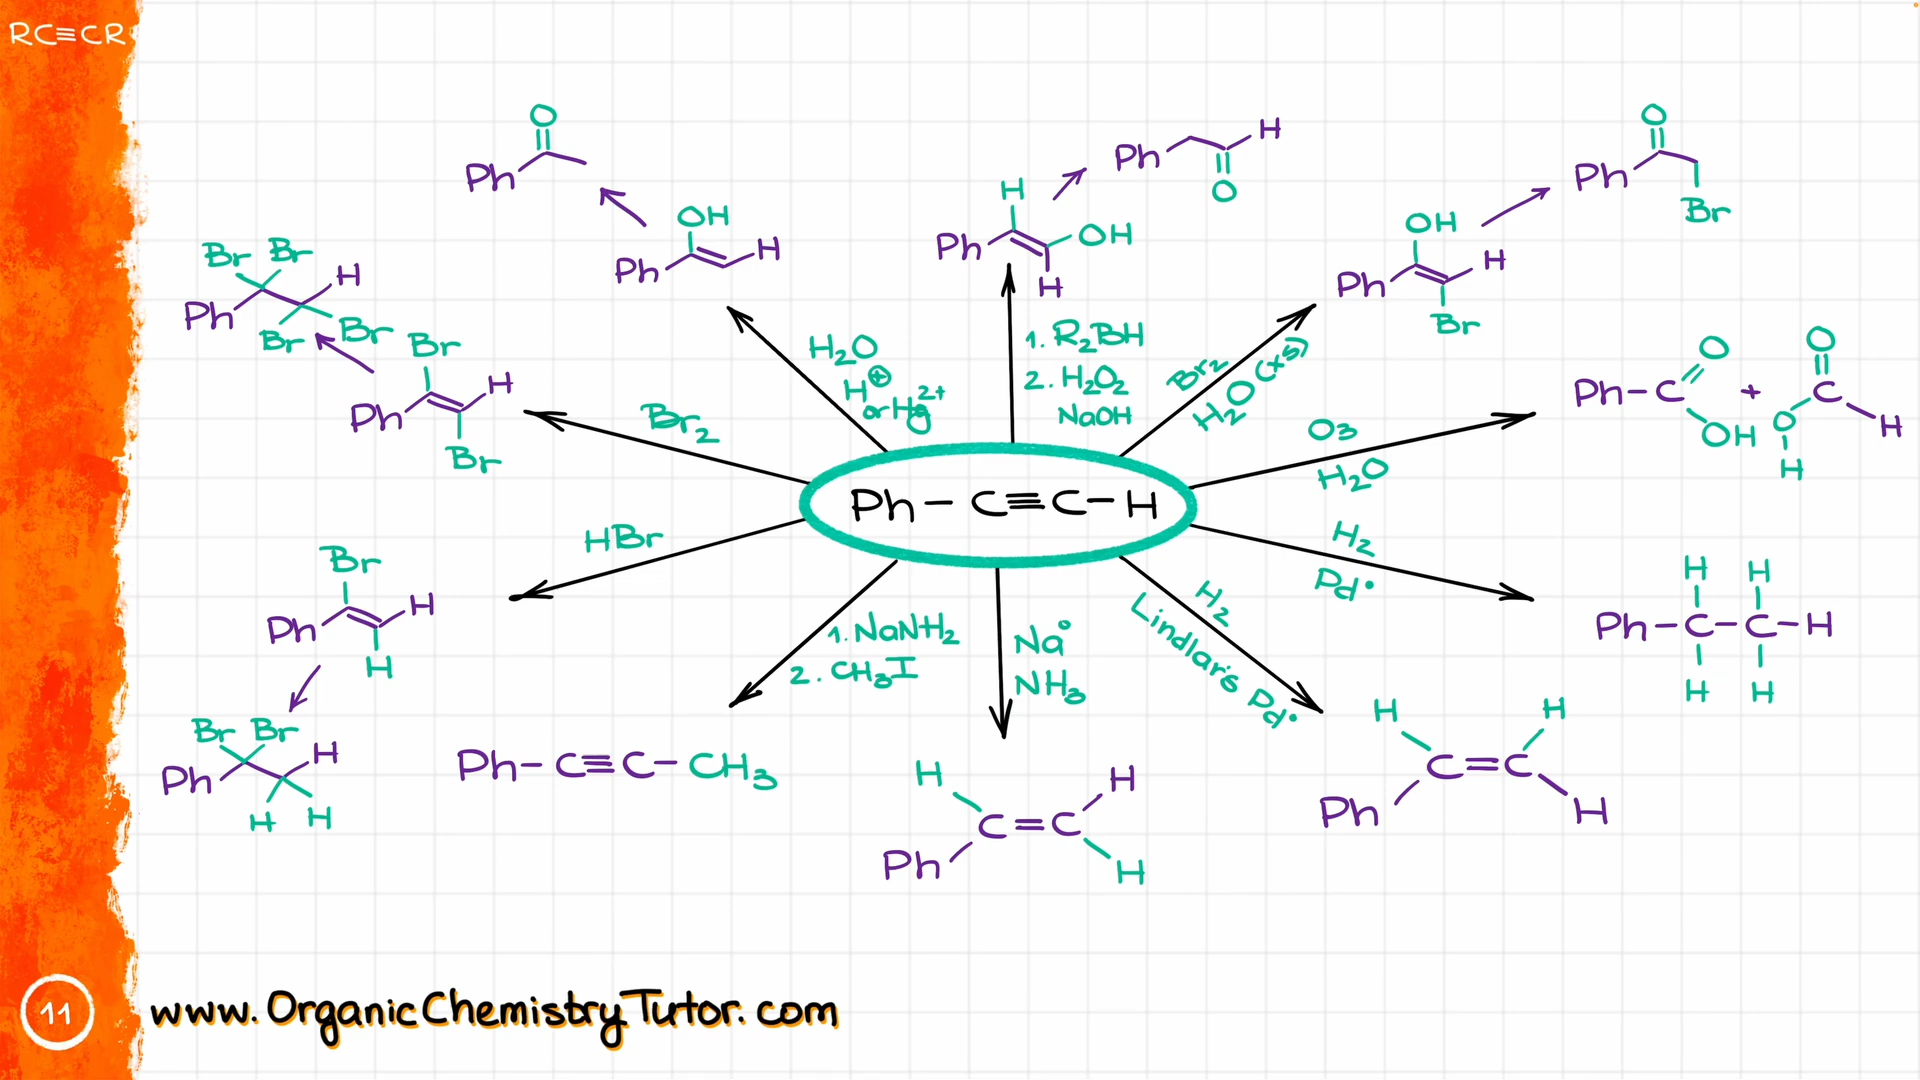 RC≡CR
O
Ph
OH
Ph
H
Br Br
H
Ph
Br Br
Br
H
Ph
Br
Br₂
H₂O
H⊕
or Hg²⁺
H
Ph
OH
H
Ph
H
O
1. R₂BH
2. H₂O₂
NaOH
Br₂
H₂O (xs)
OH
Ph
H
Br
O
Ph
Br
O₃
H₂O
Ph-C
O
OH
+
O
C
O
H
H
Ph-C≡C-H
HBr
Br
Ph
H
H
Br Br
H
Ph
H H
1. NaNH₂
2. CH₃I
Ph-C≡C-CH₃
Na°
NH₃
H
H
C=C
Ph
H
H₂
Lindlar's Pd•
H
H
C=C
Ph
H
H₂
Pd•
H H
Ph-C-C-H
H H
11
www.OrganicChemistryTutor.com